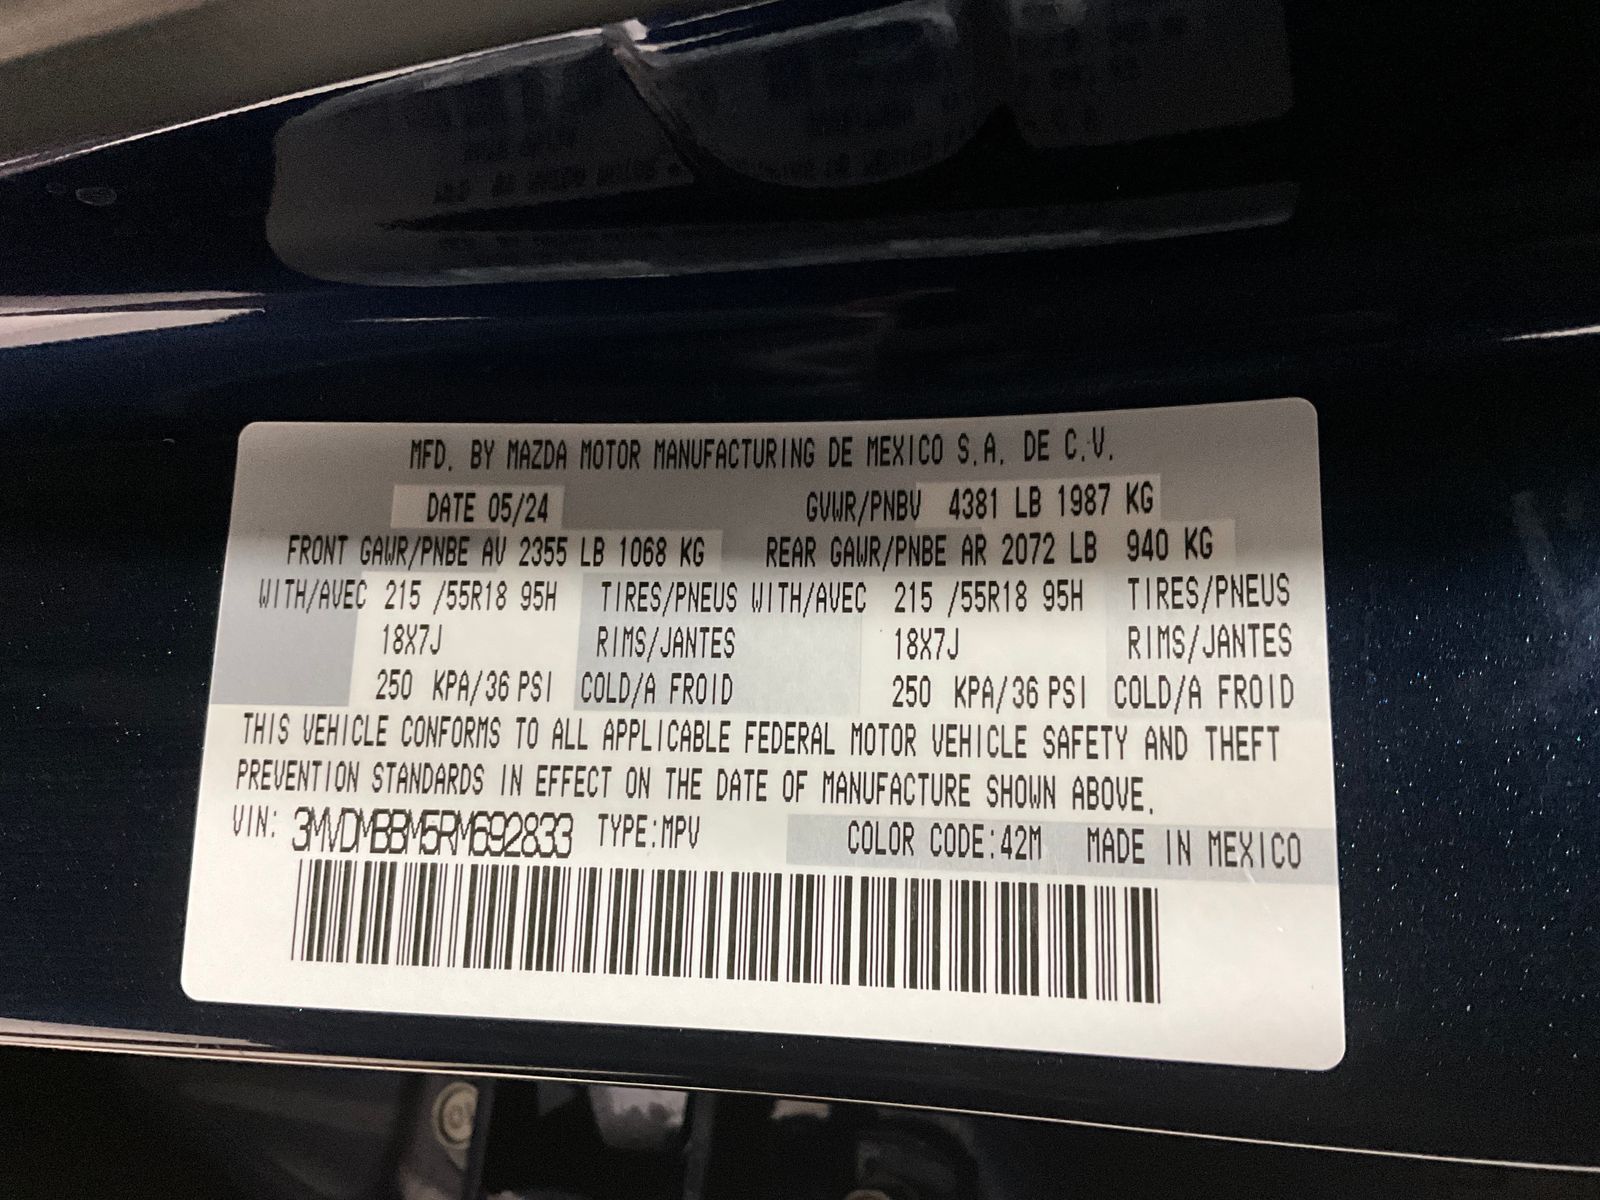 MFD. BY MAZDA MOTOR MANUFACTURING DE MEXICO S.A. DE C.V.
DATE 05/24 GVWR/PNBV 4381 LB 1987 KG
FRONT GAWR/PNBE AV 2355 LB 1068 KG REAR GAWR/PNBE AR 2072 LB 940 KG
WITH/AVEC 215 /55R18 95H TIRES/PNEUS WITH/AVEC 215 /55R18 95H TIRES/PNEUS
18X7J RIMS/JANTES 18X7J RIMS/JANTES
250 KPA/36 PSI COLD/A FROID 250 KPA/36 PSI COLD/A FROID
THIS VEHICLE CONFORMS TO ALL APPLICABLE FEDERAL MOTOR VEHICLE SAFETY AND THEFT
PREVENTION STANDARDS IN EFFECT ON THE DATE OF MANUFACTURE SHOWN ABOVE.
VIN: 3MVDMBBM5RM692833 TYPE:MPV COLOR CODE:42M MADE IN MEXICO